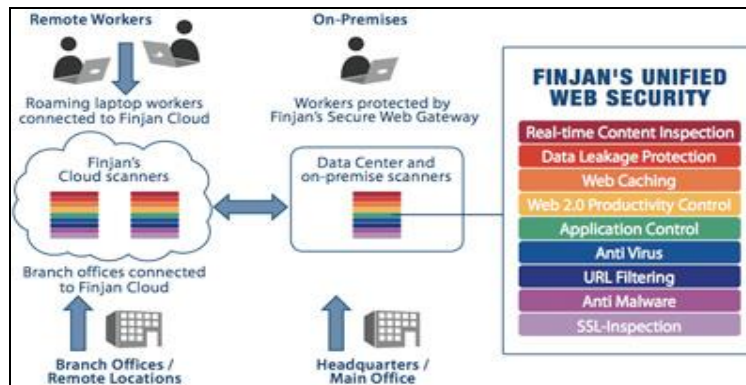 Remote Workers
On-Premises
Roaming laptop workers
connected to Finjan Cloud
Workers protected by
Finjan's Secure Web Gateway
Finjan's
Cloud scanners
Data Center and
on-premise scanners
Branch offices connected
to Finjan Cloud
Branch Offices /
Remote Locations
Headquarters /
Main Office
FINJAN'S UNIFIED
WEB SECURITY
Real-time Content Inspection
Data Leakage Protection
Web Caching
Web 2.0 Productivity Control
Application Control
Anti Virus
URL Filtering
Anti Malware
SSL-Inspection